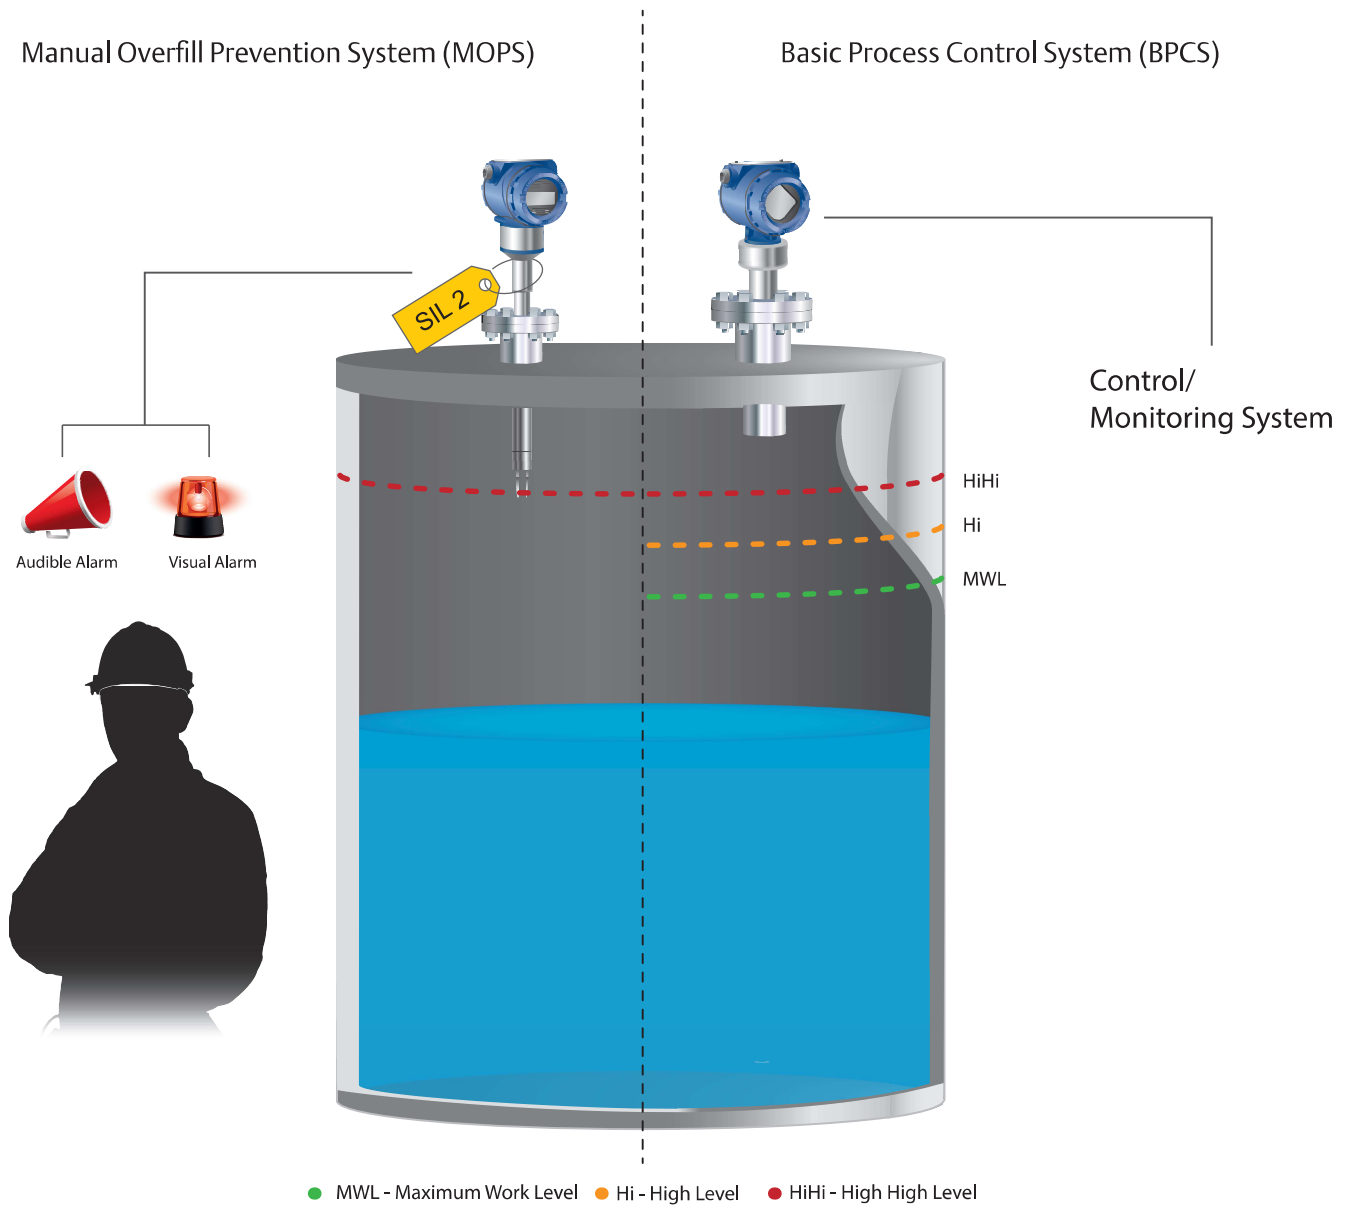 Manual Overfill Prevention System (MOPS)
Basic Process Control System (BPCS)
SIL 2
Control/
Monitoring System
HiHi
Hi
MWL
Audible Alarm
Visual Alarm
MWL - Maximum Work Level
Hi - High Level
HiHi - High High Level